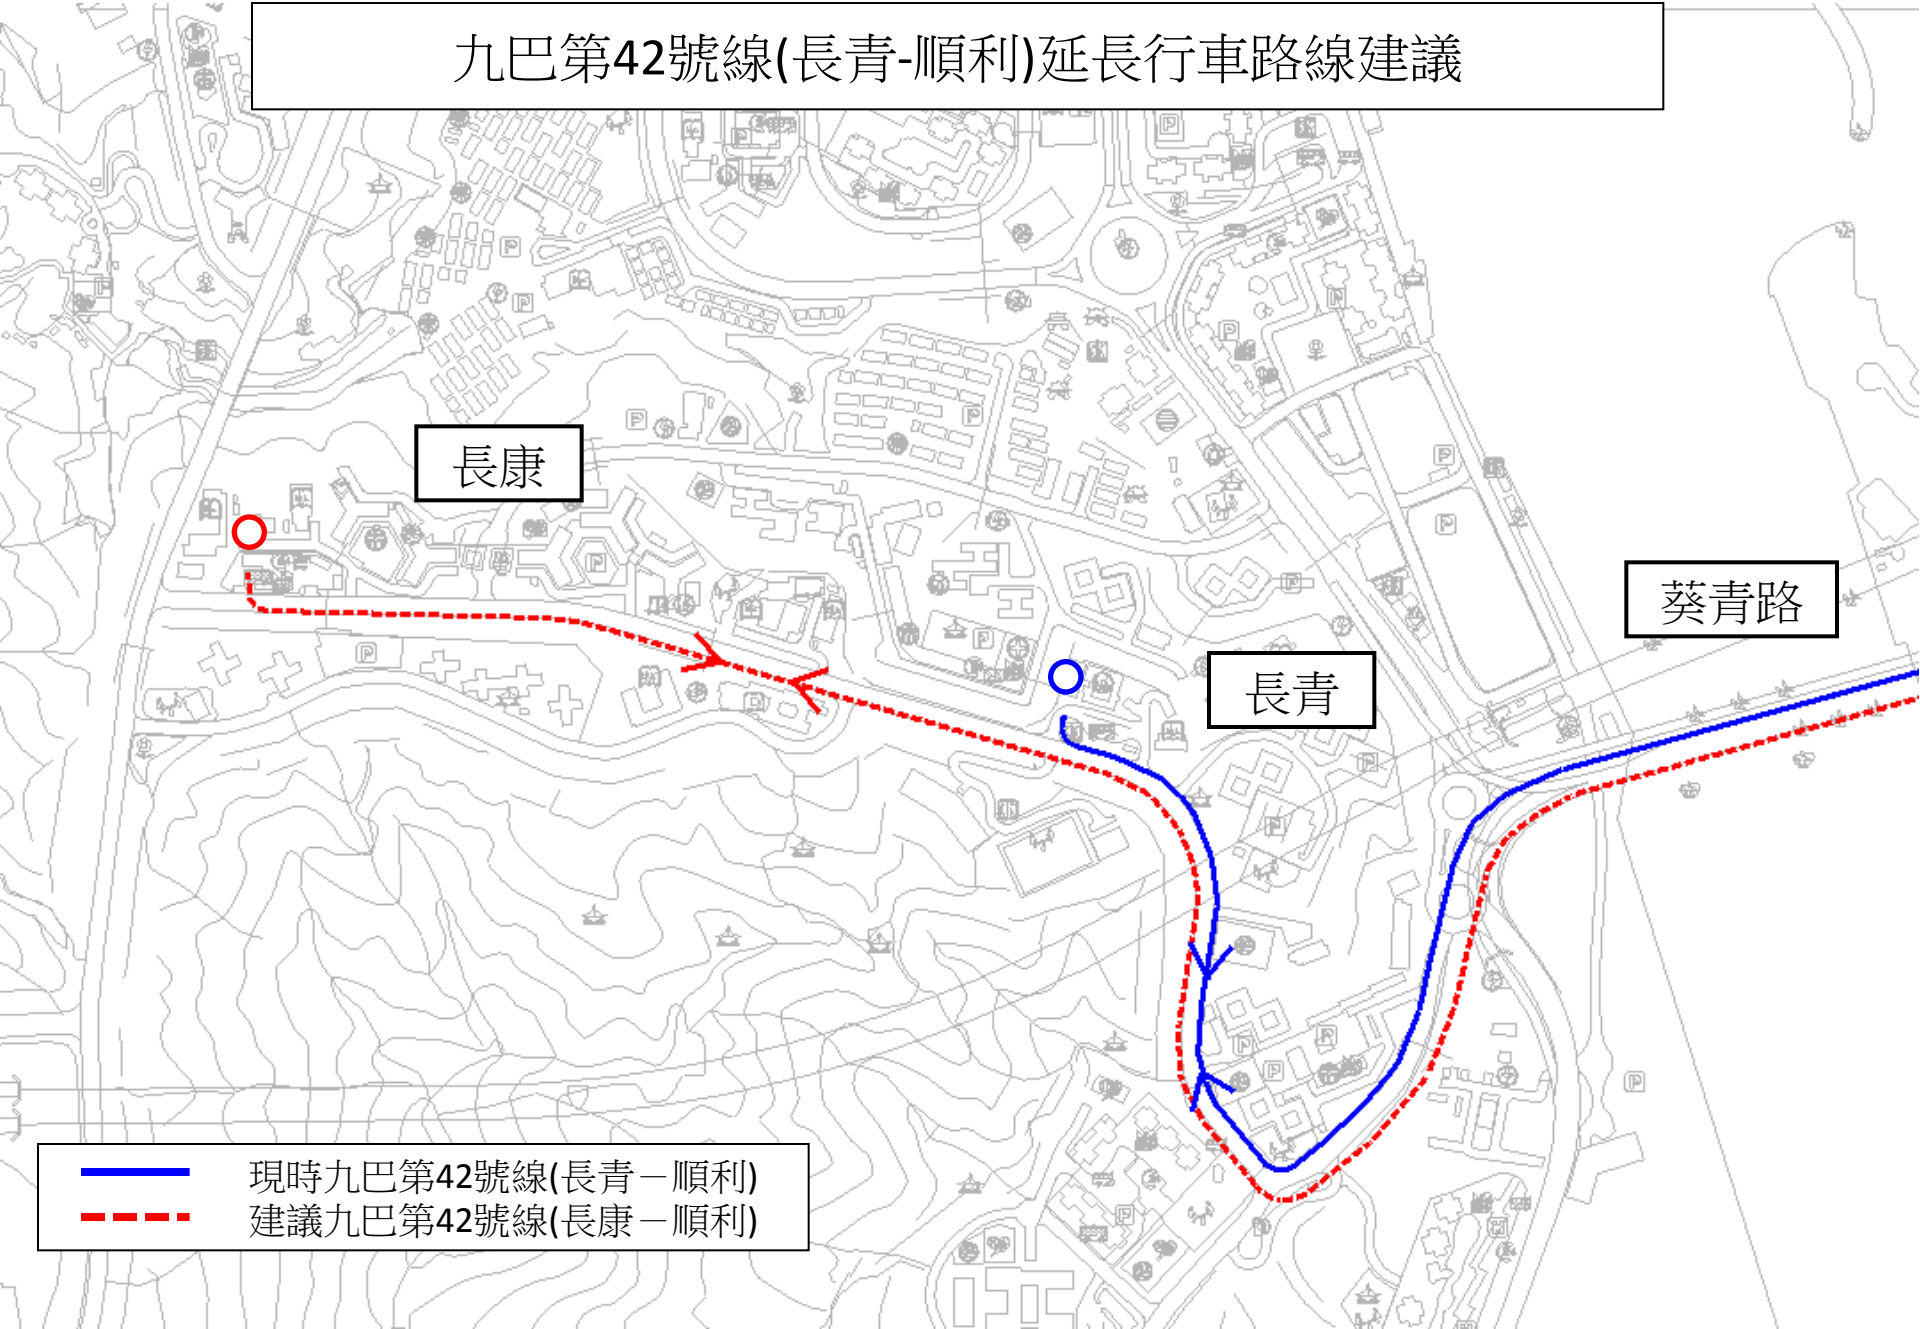 九巴第42號線(長青-順利)延長行車路線建議
長康
葵青路
長青
現時九巴第42號線(長青－順利)
建議九巴第42號線(長康－順利)